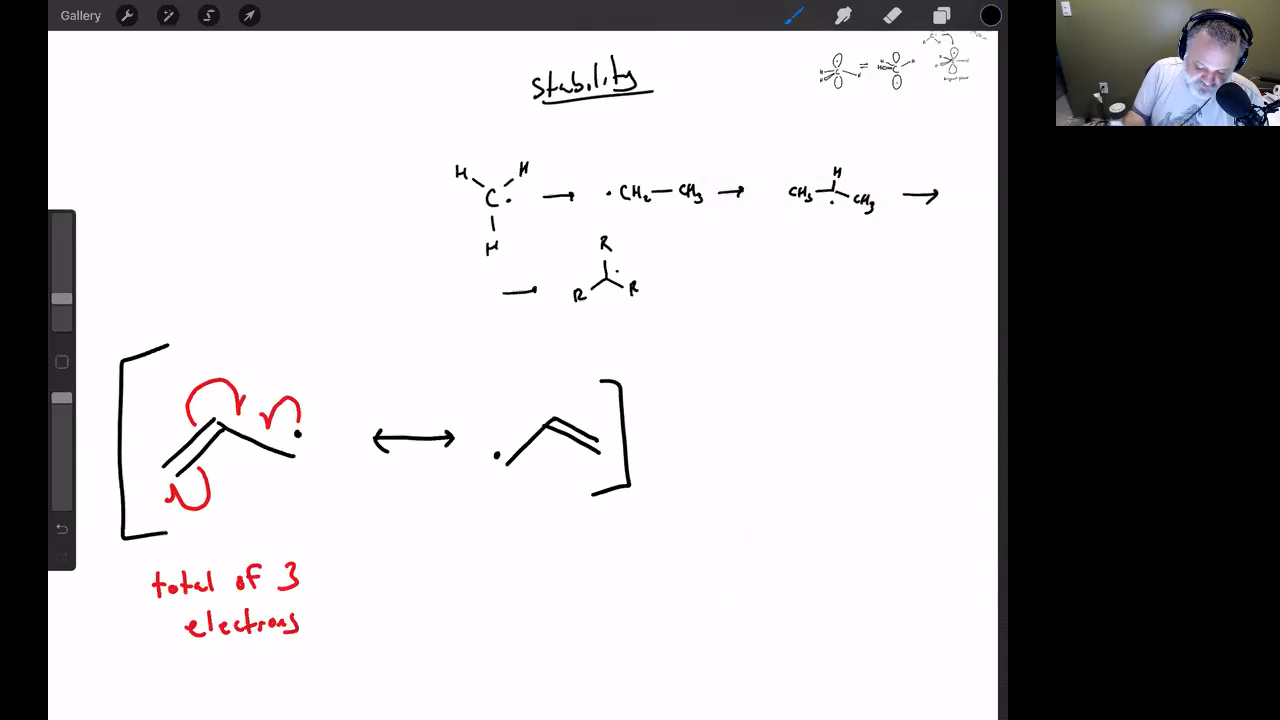 Gallery
stability
H H
C·
H
·CH₂—CH₃
H
CH₃ CH₃
R
R R
total of 3
electrons